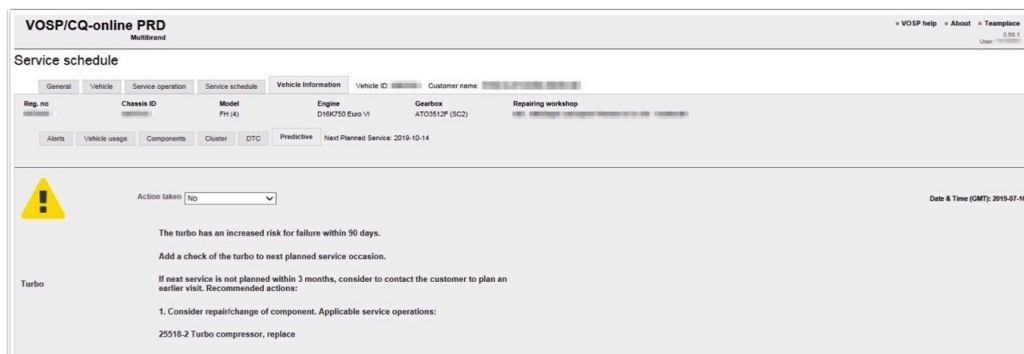 VOSP/CQ-online PRD
Multibrand
VOSP help About Teamplace
3.58.1
User:
Service schedule
General Vehicle Service operation Service schedule Vehicle Information Vehicle ID: Customer name:
Reg. no Chassis ID Model Engine Gearbox Repairing workshop
FH (4) D16K750 Euro VI ATO3512F (SC2)
Alerts Vehicle usage Components Cluster DTC Predictive Next Planned Service: 2019-10-14
Action taken No Date & Time (GMT): 2019-07-16
The turbo has an increased risk for failure within 90 days.
Add a check of the turbo to next planned service occasion.
Turbo
If next service is not planned within 3 months, consider to contact the customer to plan an
earlier visit. Recommended actions:
1. Consider repair/change of component. Applicable service operations:
25518-2 Turbo compressor, replace